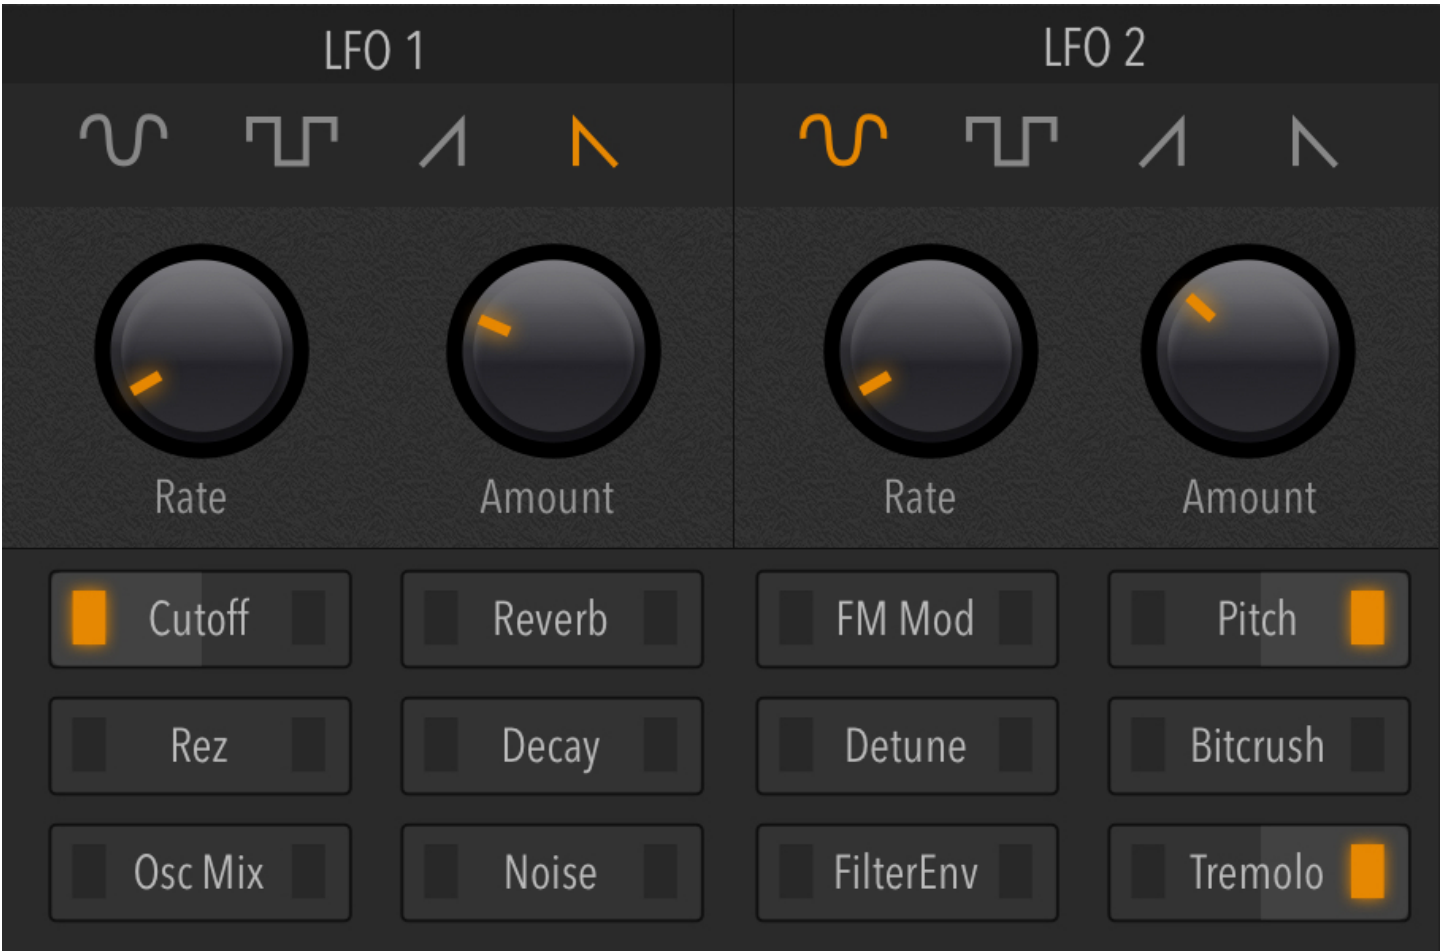 LFO 1
LFO 2
Rate
Amount
Rate
Amount
Cutoff
Reverb
FM Mod
Pitch
Rez
Decay
Detune
Bitcrush
Osc Mix
Noise
FilterEnv
Tremolo